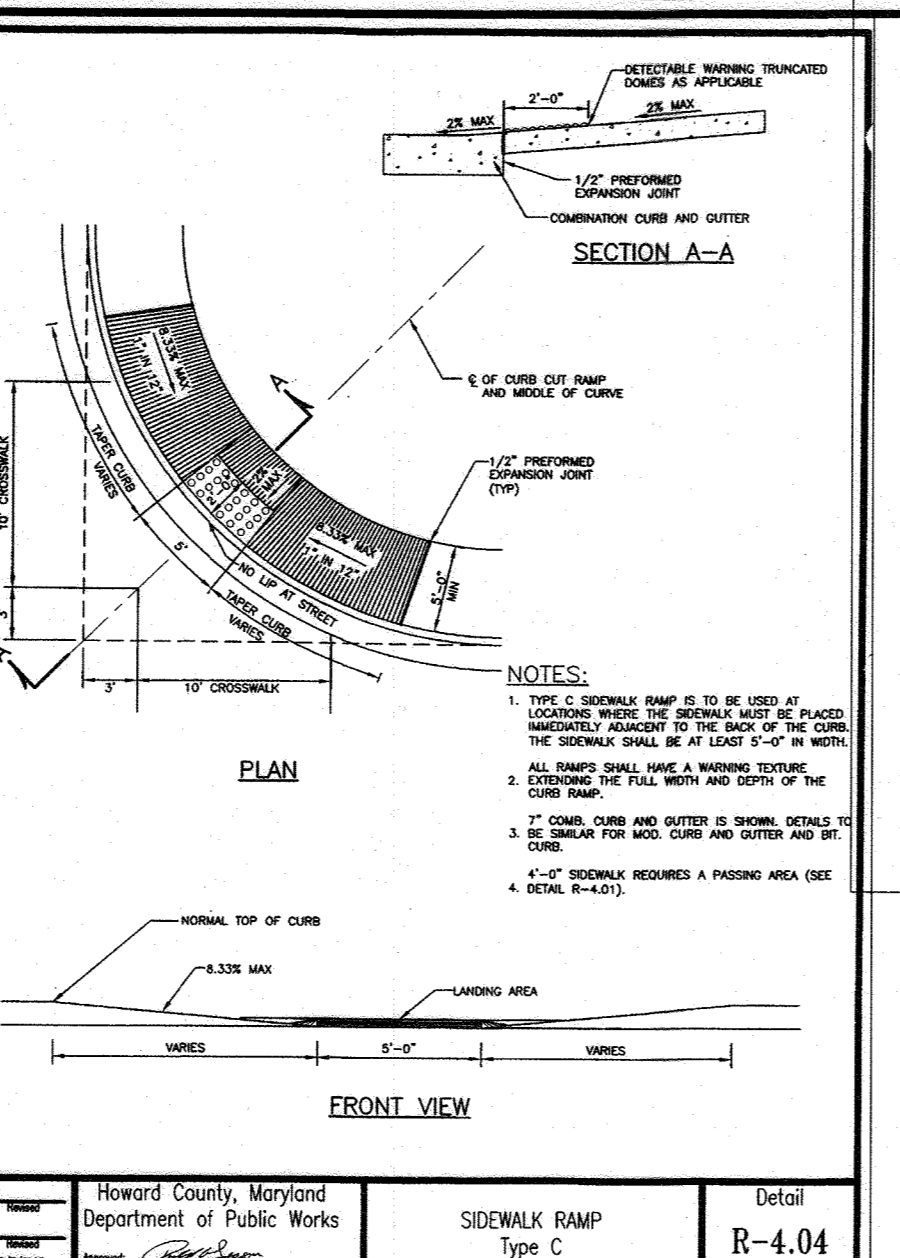 DETECTABLE WARNING TRUNCATED
DOMES AS APPLICABLE
2'-0"
2% MAX
2% MAX
1/2" PREFORMED
EXPANSION JOINT
COMBINATION CURB AND GUTTER
SECTION A-A
8.33% MAX
1" IN 12"
A
℄ OF CURB CUT RAMP
AND MIDDLE OF CURVE
10' CROSSWALK
TAPER CURB
VARIES
2'-0"
2%
MAX
1/2" PREFORMED
EXPANSION JOINT
(TYP)
8.33% MAX
1" IN 12"
5'
NO LIP AT STREET
TAPER CURB
VARIES
5'-0"
MIN
3'
A
3'
10' CROSSWALK
PLAN
NOTES:
1. TYPE C SIDEWALK RAMP IS TO BE USED AT
LOCATIONS WHERE THE SIDEWALK MUST BE PLACED
IMMEDIATELY ADJACENT TO THE BACK OF THE CURB.
THE SIDEWALK SHALL BE AT LEAST 5'-0" IN WIDTH.
ALL RAMPS SHALL HAVE A WARNING TEXTURE
2. EXTENDING THE FULL WIDTH AND DEPTH OF THE
CURB RAMP.
7" COMB. CURB AND GUTTER IS SHOWN. DETAILS TO
3. BE SIMILAR FOR MOD. CURB AND GUTTER AND BIT.
CURB.
4'-0" SIDEWALK REQUIRES A PASSING AREA (SEE
4. DETAIL R-4.01).
NORMAL TOP OF CURB
8.33% MAX
LANDING AREA
VARIES
5'-0"
VARIES
FRONT VIEW
Revised
Revised
Howard County, Maryland
Department of Public Works
SIDEWALK RAMP
Type C
Detail
R-4.04